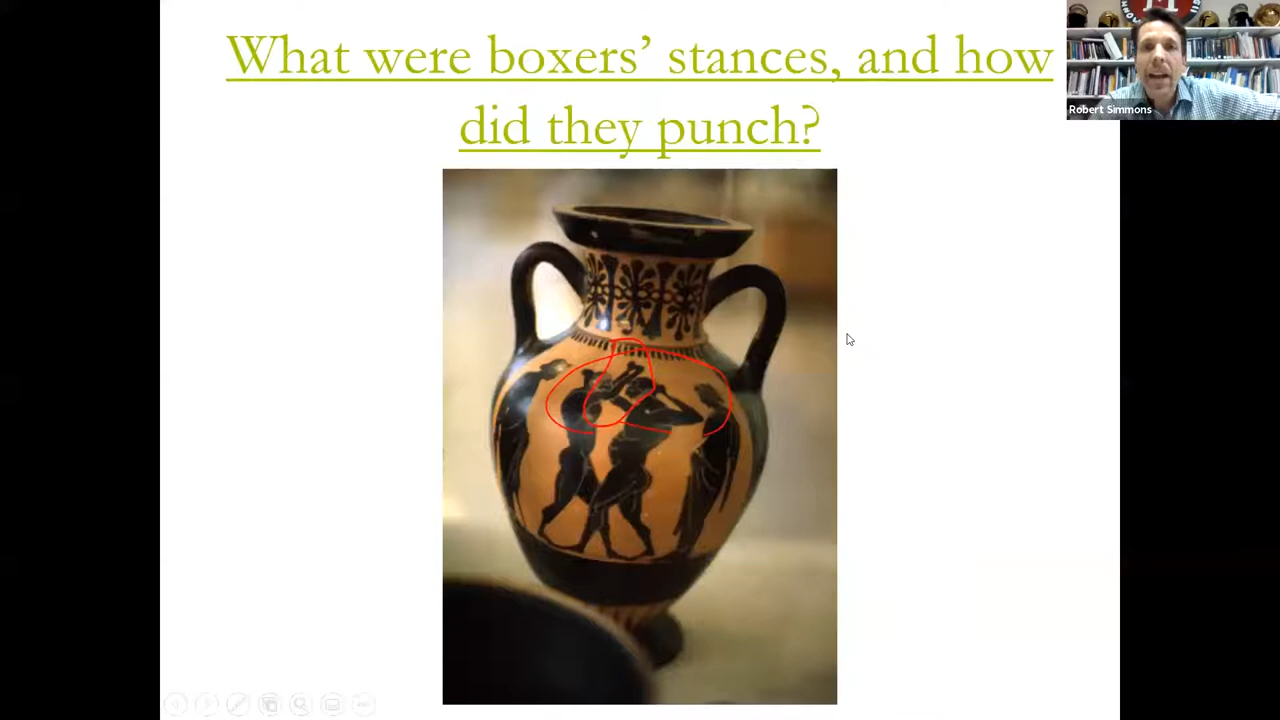 What were boxers’ stances, and how
did they punch?
Robert Simmons